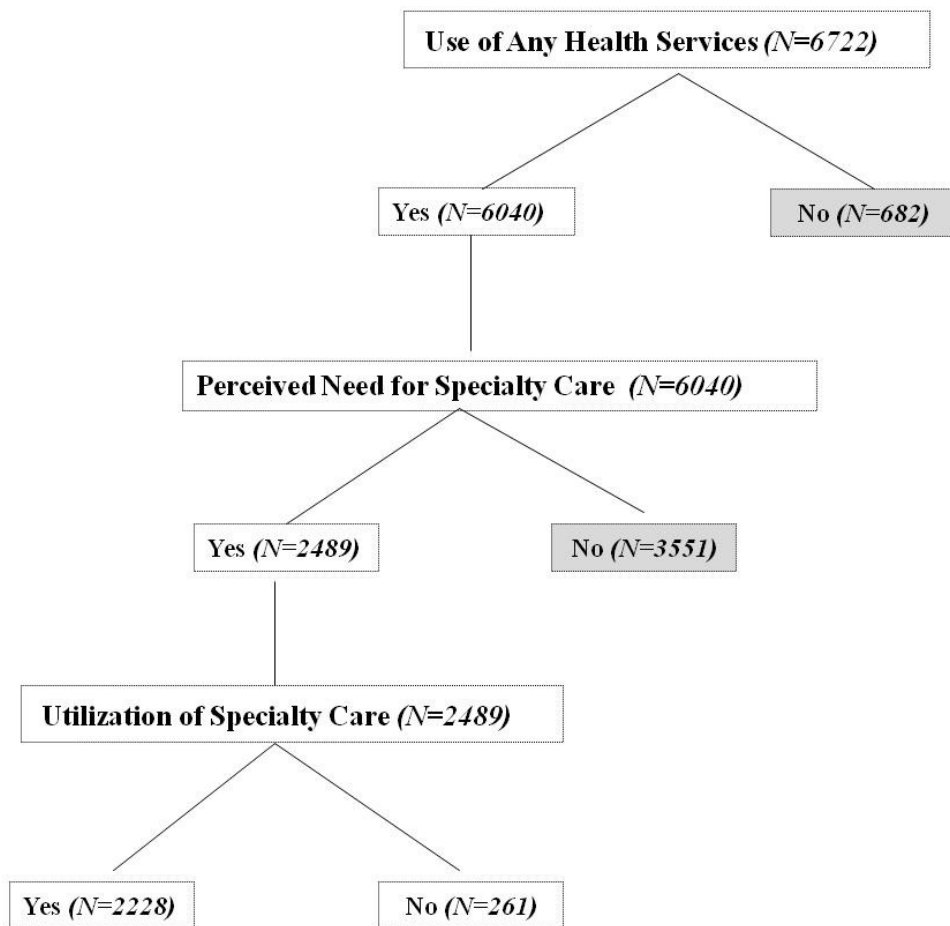 Use of Any Health Services (N=6722)
Yes (N=6040)
No (N=682)
Perceived Need for Specialty Care (N=6040)
Yes (N=2489)
No (N=3551)
Utilization of Specialty Care (N=2489)
Yes (N=2228)
No (N=261)